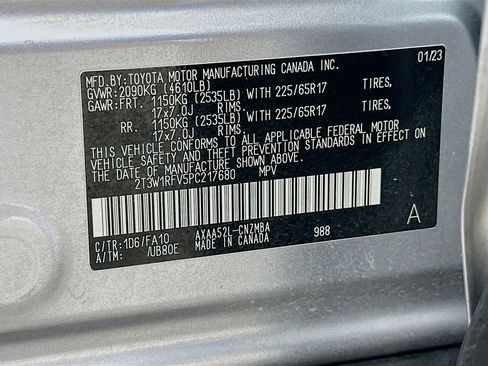 MFD.BY: TOYOTA MOTOR MANUFACTURING CANADA INC. 01/23
GVWR: 2090KG (4610LB)
GAWR: FRT. 1150KG (2535LB) WITH 225/65R17 TIRES,
17x7.0J RIMS.
RR. 1150KG (2535LB) WITH 225/65R17 TIRES,
17x7.0J RIMS.
THIS VEHICLE CONFORMS TO ALL APPLICABLE FEDERAL MOTOR
VEHICLE SAFETY AND THEFT PREVENTION STANDARDS IN EFFECT ON
THE DATE OF MANUFACTURE SHOWN ABOVE.
2T3W1RFV5PC217680 MPV
A
C/TR: 1D6/FA10 AXAA52L-CNZMBA
A/TM: /UB80E MADE IN CANADA 988